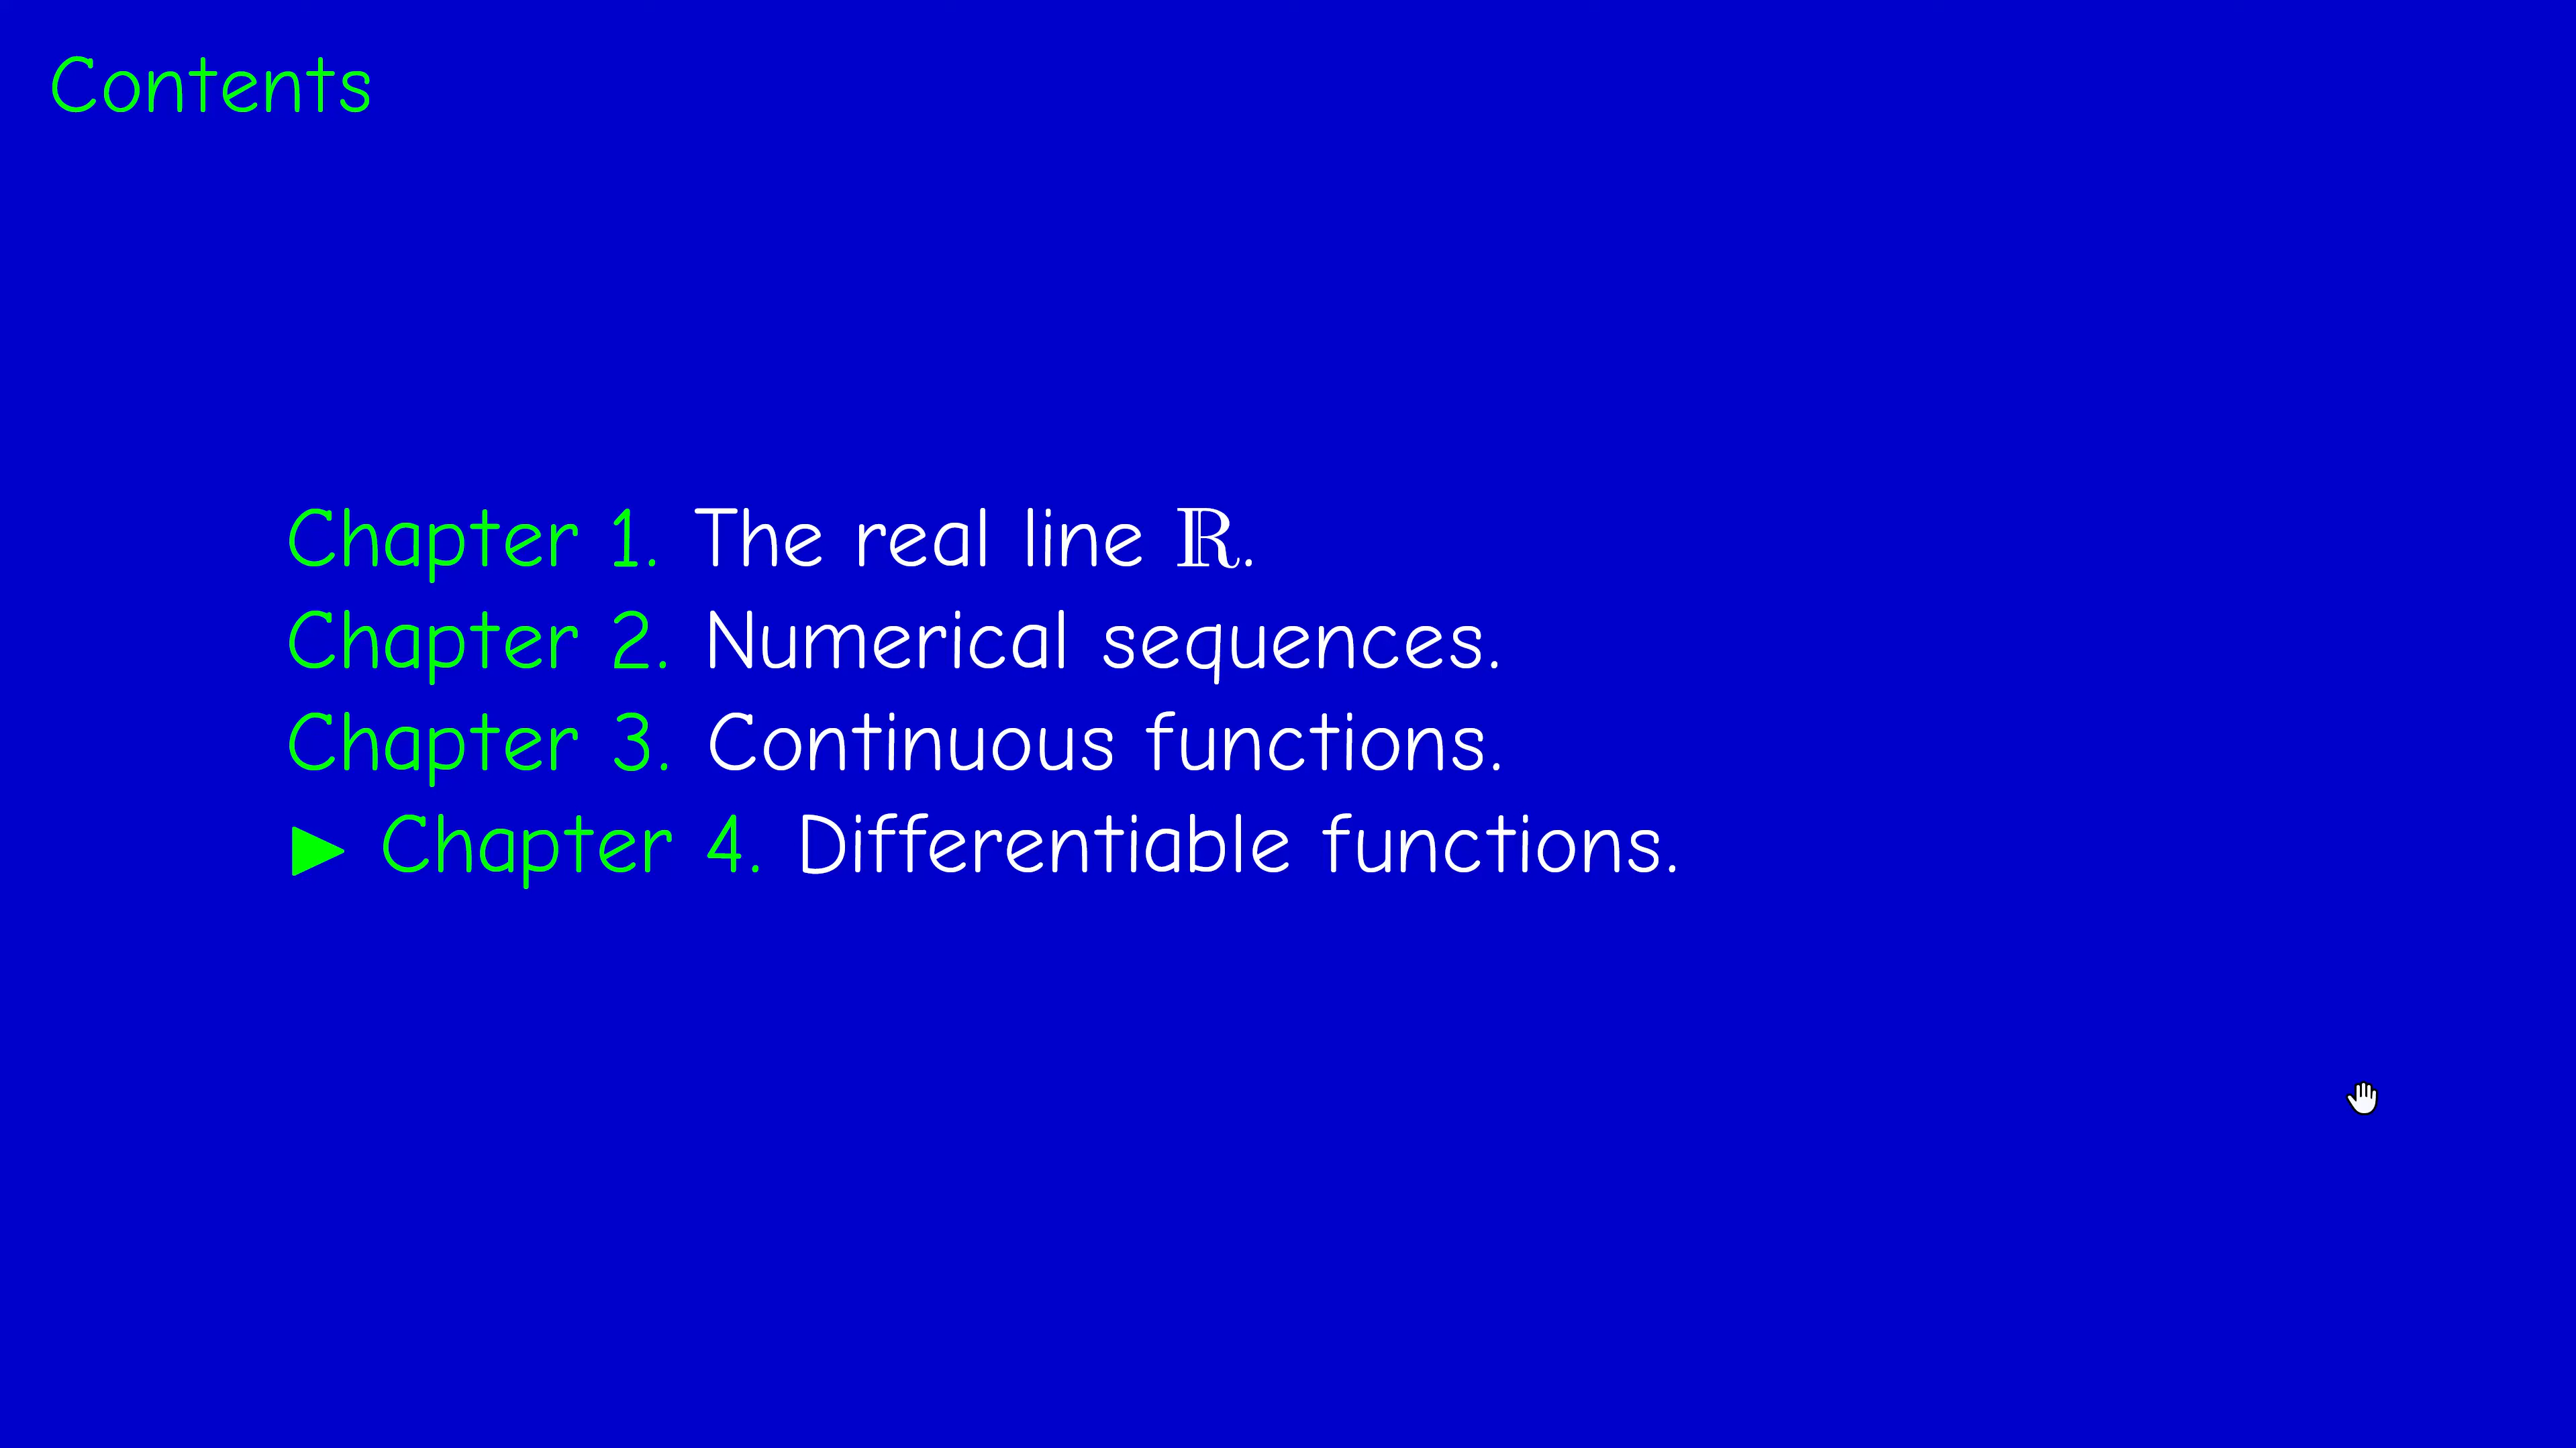 Contents
Chapter 1. The real line ℝ.
Chapter 2. Numerical sequences.
Chapter 3. Continuous functions.
▶ Chapter 4. Differentiable functions.